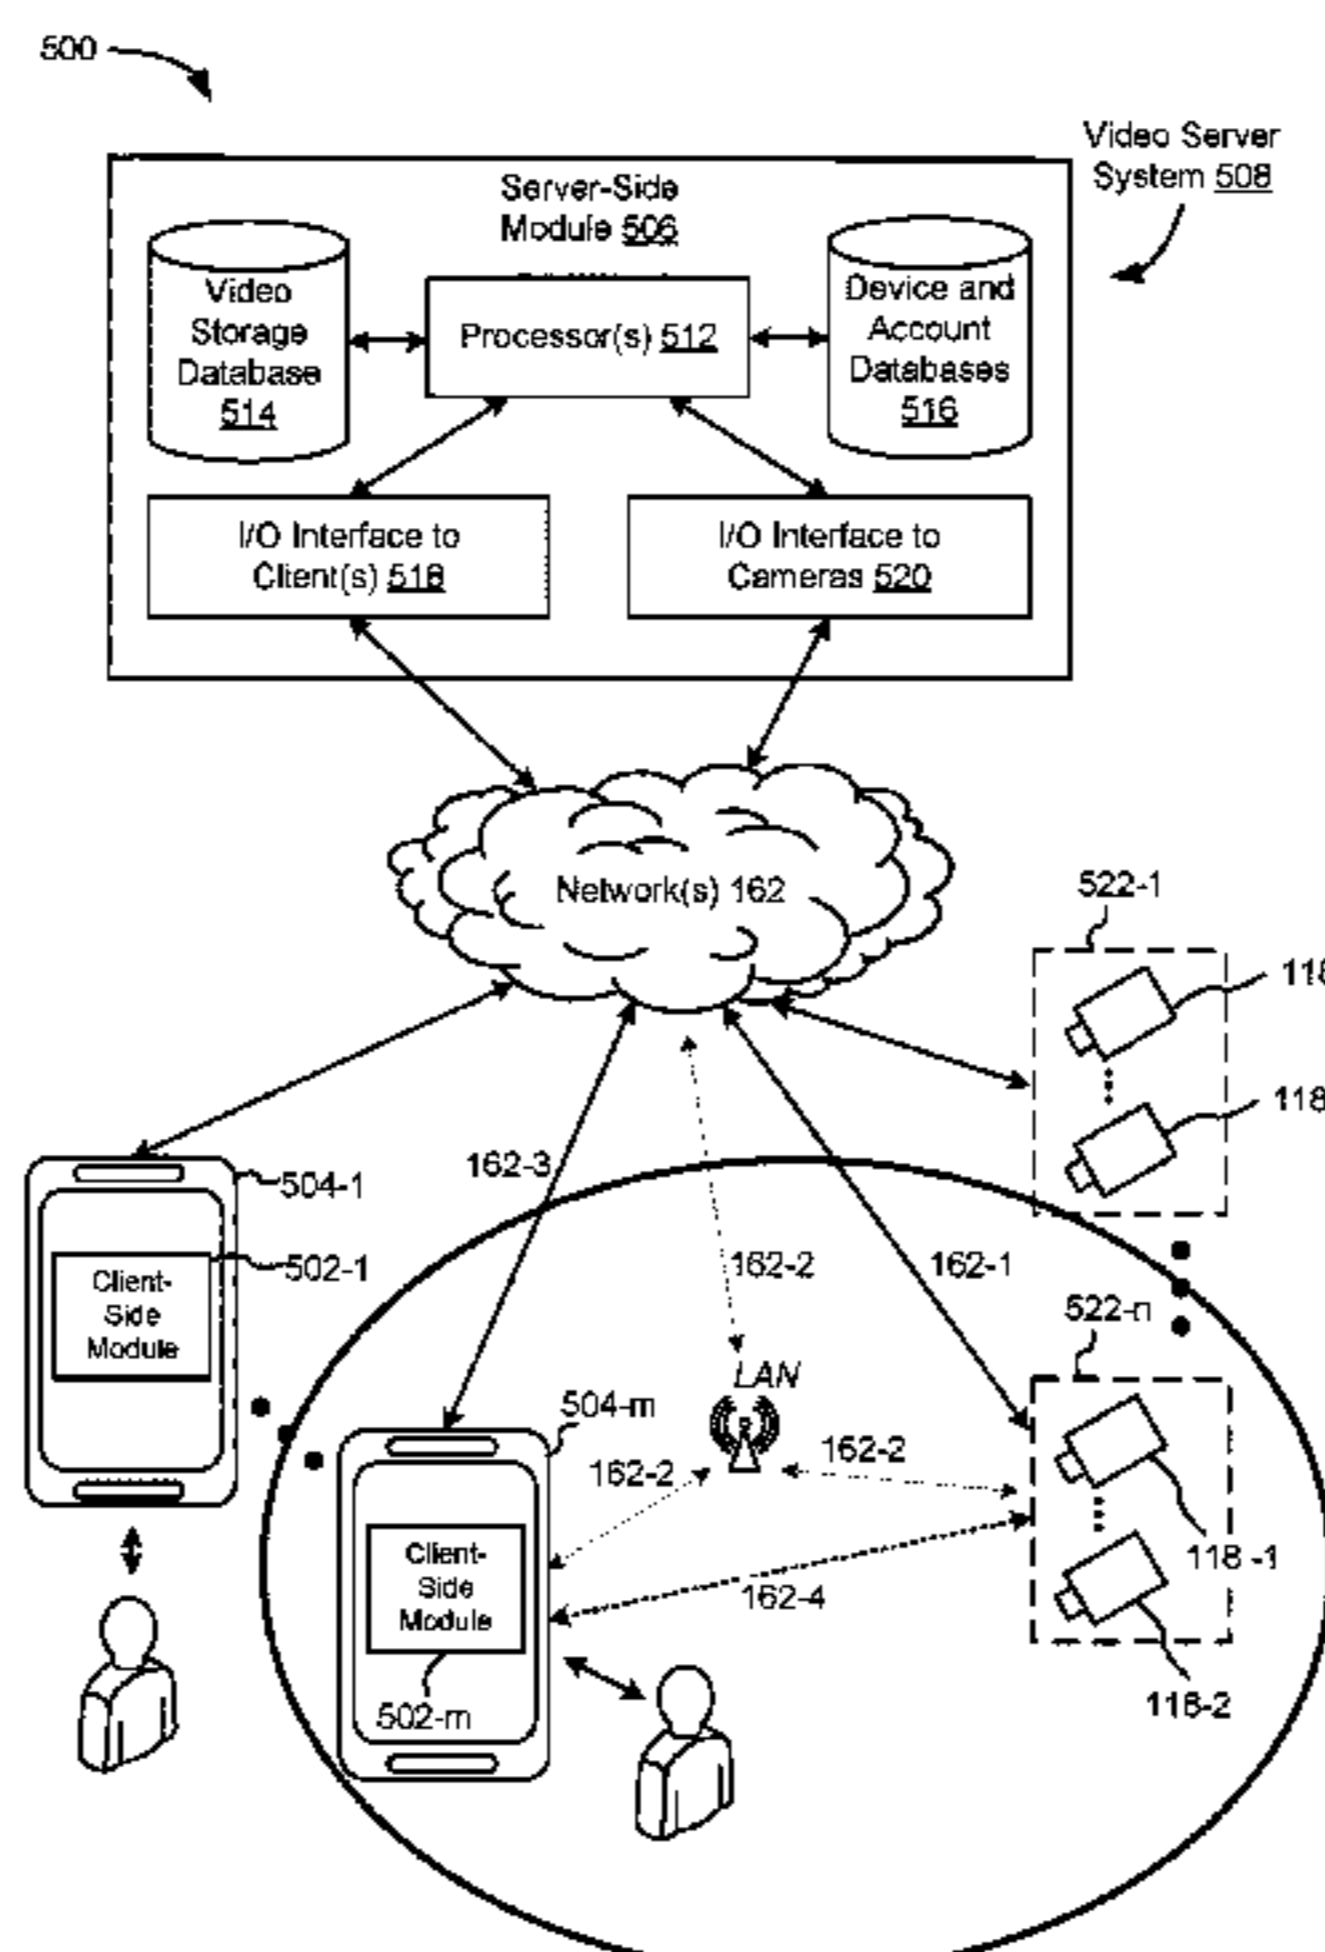 500
Video Server
System 508
Server-Side
Module 506
Video
Storage
Database
514
Processor(s) 512
Device and
Account
Databases
516
I/O Interface to
Client(s) 518
I/O Interface to
Cameras 520
Network(s) 162
522-1
118
118
504-1
502-1
Client-
Side
Module
162-3
162-2
162-1
522-n
LAN
504-m
162-2
162-2
162-4
118-1
118-2
Client-
Side
Module
502-m